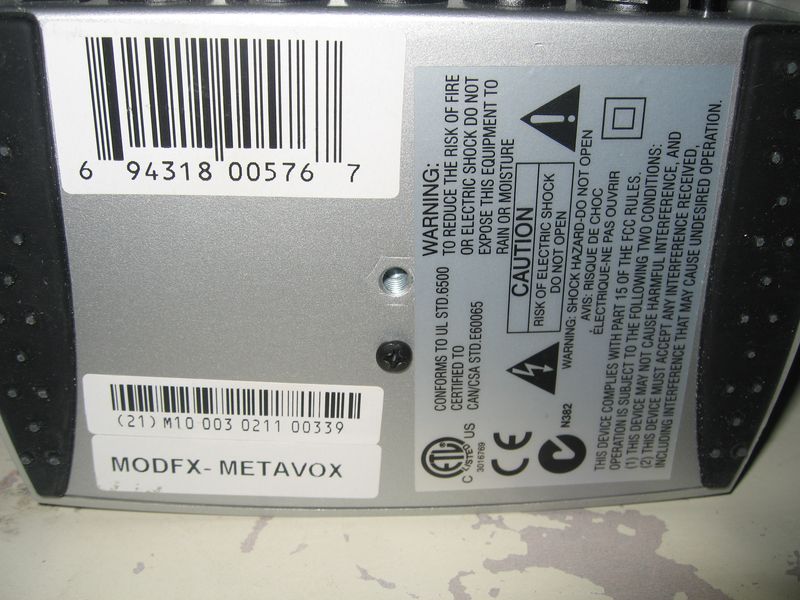 6 94318 00576 7
(21) M10 003 0211 00339
MODFX- METAVOX
WARNING:
TO REDUCE THE RISK OF FIRE
OR ELECTRIC SHOCK DO NOT
EXPOSE THIS EQUIPMENT TO
RAIN OR MOISTURE
CAUTION
RISK OF ELECTRIC SHOCK
DO NOT OPEN
WARNING: SHOCK HAZARD-DO NOT OPEN
AVIS: RISQUE DE CHOC
ÉLECTRIQUE-NE PAS OUVRIR
CONFORMS TO UL STD.6500
CERTIFIED TO
CAN/CSA STD.E60065
ETL
C LISTED US
3016769
CE
N382
THIS DEVICE COMPLIES WITH PART 15 OF THE FCC RULES.
OPERATION IS SUBJECT TO THE FOLLOWING TWO CONDITIONS:
(1) THIS DEVICE MAY NOT CAUSE HARMFUL INTERFERENCE, AND
(2) THIS DEVICE MUST ACCEPT ANY INTERFERENCE RECEIVED,
INCLUDING INTERFERENCE THAT MAY CAUSE UNDESIRED OPERATION.